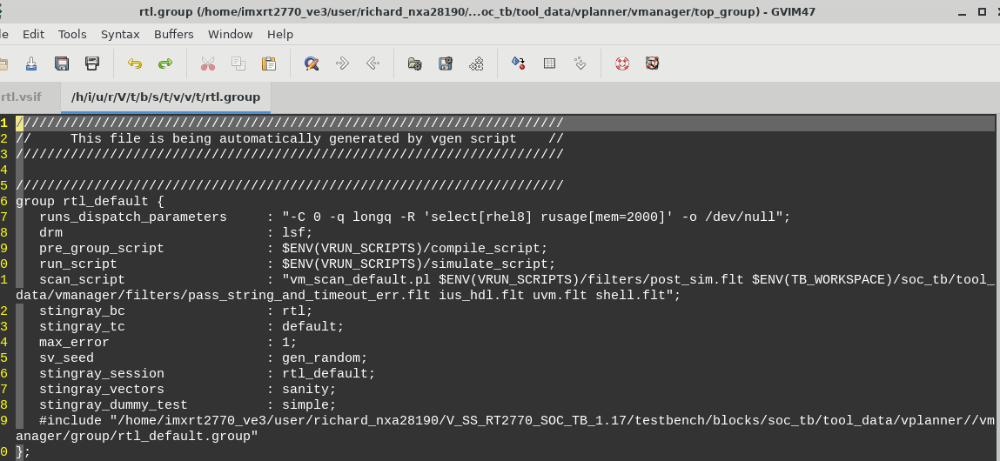 rtl.group (/home/imxrt2770_ve3/user/richard_nxa28190/...oc_tb/tool_data/vplanner/vmanager/top_group) - GVIM47
le Edit Tools Syntax Buffers Window Help
rtl.vsif /h/i/u/r/V/t/b/s/t/v/v/t/rtl.group
1 //////////////////////////////////////////////////////////////////////
2 //     This file is being automatically generated by vgen script    //
3 //////////////////////////////////////////////////////////////////////
4
5 //////////////////////////////////////////////////////////////////////
6 group rtl_default {
7    runs_dispatch_parameters     : "-C 0 -q longq -R 'select[rhel8] rusage[mem=2000]' -o /dev/null";
8    drm                          : lsf;
9    pre_group_script             : $ENV(VRUN_SCRIPTS)/compile_script;
0    run_script                   : $ENV(VRUN_SCRIPTS)/simulate_script;
1    scan_script                  : "vm_scan_default.pl $ENV(VRUN_SCRIPTS)/filters/post_sim.flt $ENV(TB_WORKSPACE)/soc_tb/tool_
data/vmanager/filters/pass_string_and_timeout_err.flt ius_hdl.flt uvm.flt shell.flt";
2    stingray_bc                  : rtl;
3    stingray_tc                  : default;
4    max_error                    : 1;
5    sv_seed                      : gen_random;
6    stingray_session             : rtl_default;
7    stingray_vectors             : sanity;
8    stingray_dummy_test          : simple;
9    #include "/home/imxrt2770_ve3/user/richard_nxa28190/V_SS_RT2770_SOC_TB_1.17/testbench/blocks/soc_tb/tool_data/vplanner//vm
anager/group/rtl_default.group"
0 };